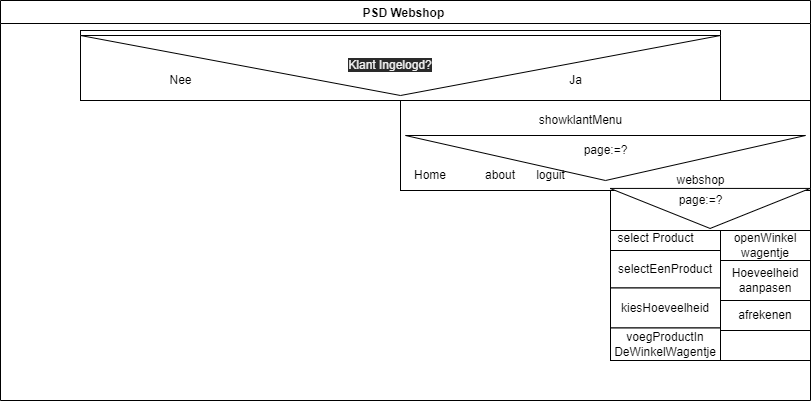 PSD Webshop
Klant Ingelogd?
Nee
Ja
showklantMenu
page:=?
Home
about
loguit
webshop
page:=?
select Product
openWinkel
wagentje
selectEenProduct
Hoeveelheid
aanpasen
kiesHoeveelheid
afrekenen
voegProductIn
DeWinkelWagentje